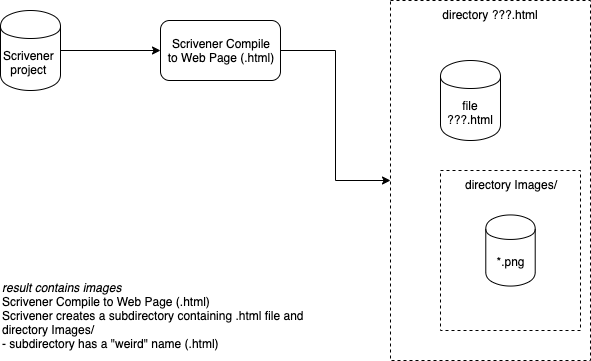 directory ???.html
Scrivener
project
Scrivener Compile
to Web Page (.html)
file
???.html
directory Images/
*.png
result contains images
Scrivener Compile to Web Page (.html)
Scrivener creates a subdirectory containing .html file and
directory Images/
- subdirectory has a "weird" name (.html)